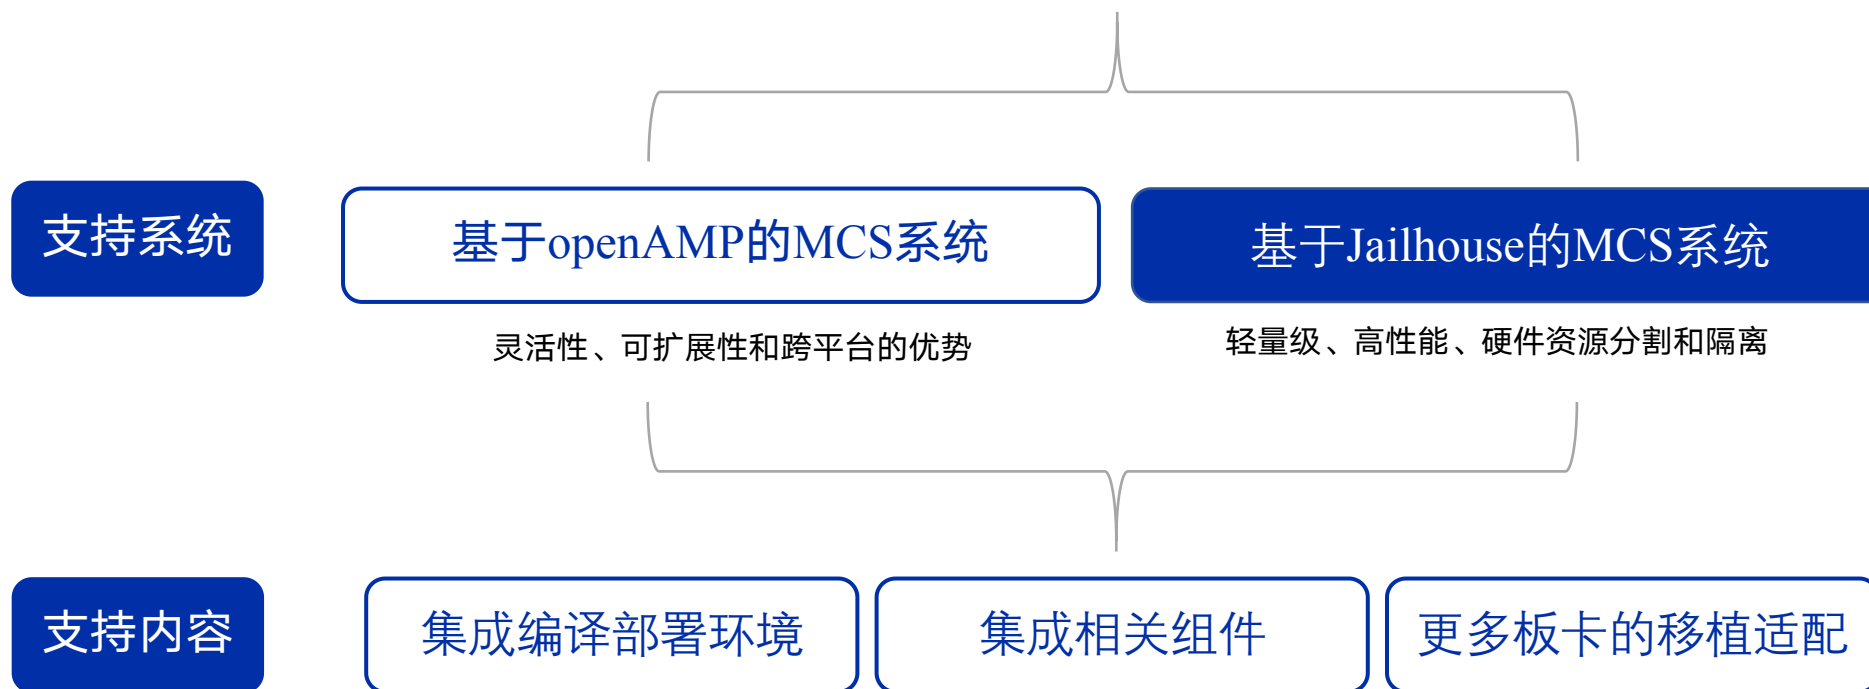 支持系统
基于openAMP的MCS系统
基于Jailhouse的MCS系统
灵活性、可扩展性和跨平台的优势
轻量级、高性能、硬件资源分割和隔离
支持内容
集成编译部署环境
集成相关组件
更多板卡的移植适配